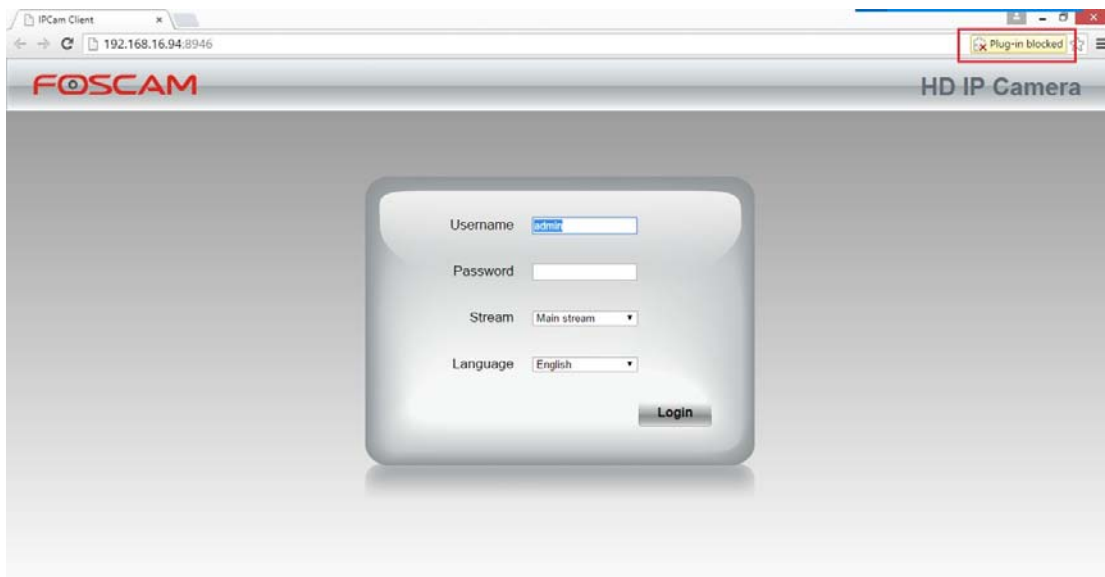 IPCam Client
192.168.16.94:8946
Plug-in blocked
FOSCAM
HD IP Camera
Username admin
Password
Stream Main stream
Language English
Login